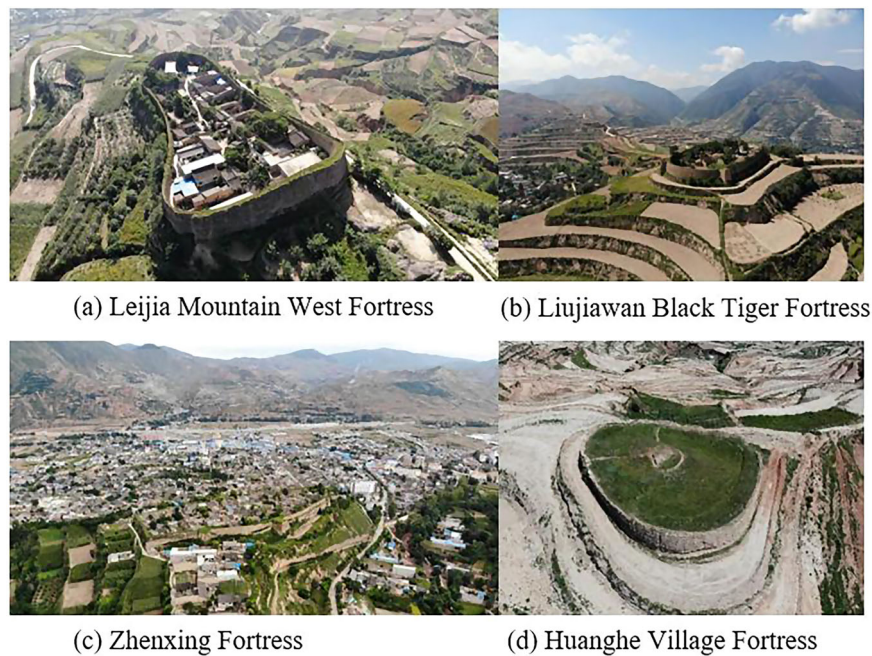 (a) Leijia Mountain West Fortress
(b) Liujiawan Black Tiger Fortress
(c) Zhenxing Fortress
(d) Huanghe Village Fortress